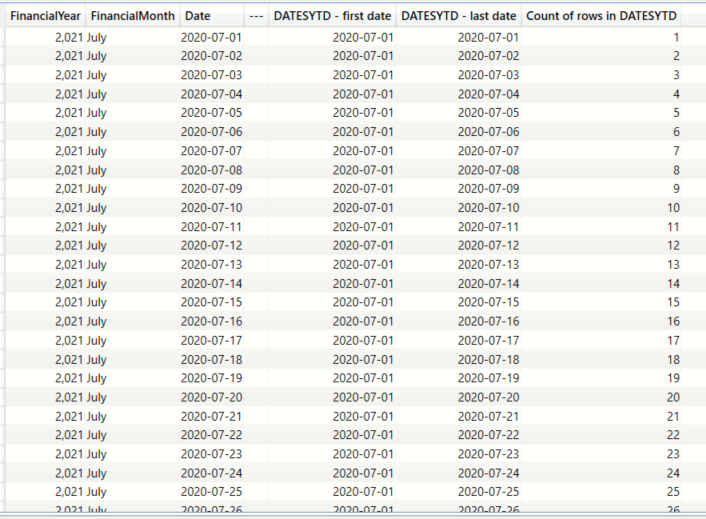 FinancialYear FinancialMonth Date --- DATESYTD - first date DATESYTD - last date Count of rows in DATESYTD
2,021 July 2020-07-01 2020-07-01 2020-07-01 1
2,021 July 2020-07-02 2020-07-01 2020-07-02 2
2,021 July 2020-07-03 2020-07-01 2020-07-03 3
2,021 July 2020-07-04 2020-07-01 2020-07-04 4
2,021 July 2020-07-05 2020-07-01 2020-07-05 5
2,021 July 2020-07-06 2020-07-01 2020-07-06 6
2,021 July 2020-07-07 2020-07-01 2020-07-07 7
2,021 July 2020-07-08 2020-07-01 2020-07-08 8
2,021 July 2020-07-09 2020-07-01 2020-07-09 9
2,021 July 2020-07-10 2020-07-01 2020-07-10 10
2,021 July 2020-07-11 2020-07-01 2020-07-11 11
2,021 July 2020-07-12 2020-07-01 2020-07-12 12
2,021 July 2020-07-13 2020-07-01 2020-07-13 13
2,021 July 2020-07-14 2020-07-01 2020-07-14 14
2,021 July 2020-07-15 2020-07-01 2020-07-15 15
2,021 July 2020-07-16 2020-07-01 2020-07-16 16
2,021 July 2020-07-17 2020-07-01 2020-07-17 17
2,021 July 2020-07-18 2020-07-01 2020-07-18 18
2,021 July 2020-07-19 2020-07-01 2020-07-19 19
2,021 July 2020-07-20 2020-07-01 2020-07-20 20
2,021 July 2020-07-21 2020-07-01 2020-07-21 21
2,021 July 2020-07-22 2020-07-01 2020-07-22 22
2,021 July 2020-07-23 2020-07-01 2020-07-23 23
2,021 July 2020-07-24 2020-07-01 2020-07-24 24
2,021 July 2020-07-25 2020-07-01 2020-07-25 25
2,021 July 2020-07-26 2020-07-01 2020-07-26 26